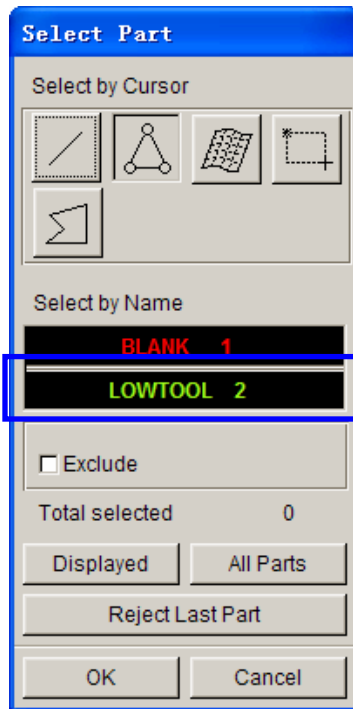 Select Part
Select by Cursor
Select by Name
BLANK 1
LOWTOOL 2
Exclude
Total selected 0
Displayed All Parts
Reject Last Part
OK Cancel